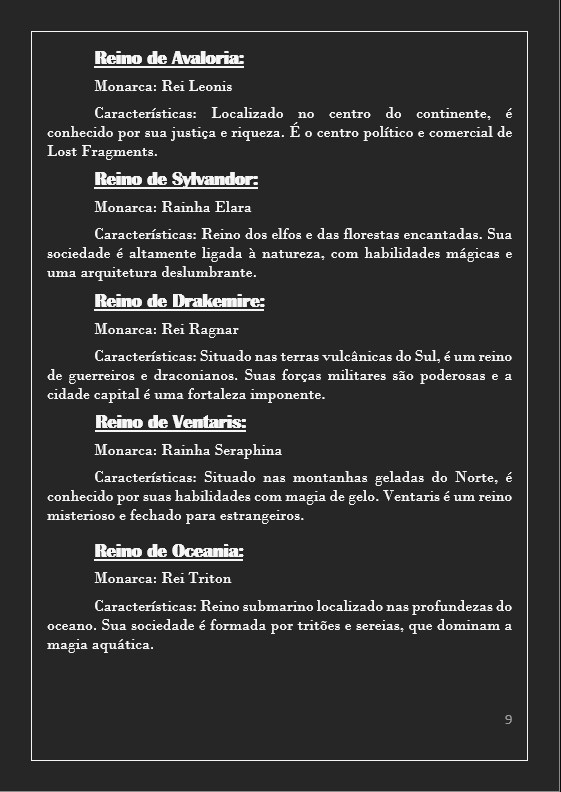 Reino de Avaloria:
Monarca: Rei Leonis
Características: Localizado no centro do continente, é
conhecido por sua justiça e riqueza. É o centro político e comercial de
Lost Fragments.
Reino de Sylvandor:
Monarca: Rainha Elara
Características: Reino dos elfos e das florestas encantadas. Sua
sociedade é altamente ligada à natureza, com habilidades mágicas e
uma arquitetura deslumbrante.
Reino de Drakemire:
Monarca: Rei Ragnar
Características: Situado nas terras vulcânicas do Sul, é um reino
de guerreiros e draconianos. Suas forças militares são poderosas e a
cidade capital é uma fortaleza imponente.
Reino de Ventaris:
Monarca: Rainha Seraphina
Características: Situado nas montanhas geladas do Norte, é
conhecido por suas habilidades com magia de gelo. Ventaris é um reino
misterioso e fechado para estrangeiros.
Reino de Oceania:
Monarca: Rei Triton
Características: Reino submarino localizado nas profundezas do
oceano. Sua sociedade é formada por tritões e sereias, que dominam a
magia aquática.
9